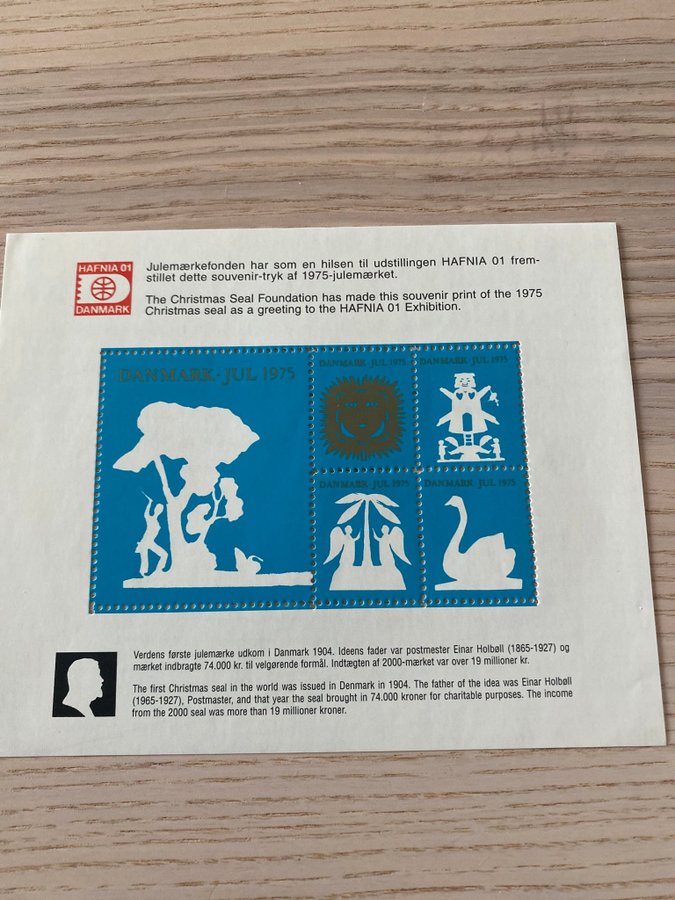 HAFNIA 01
DANMARK
Julemærkefonden har som en hilsen til udstillingen HAFNIA 01 frem-
stillet dette souvenir-tryk af 1975-julemærket.
The Christmas Seal Foundation has made this souvenir print of the 1975
Christmas seal as a greeting to the HAFNIA 01 Exhibition.
DANMARK · JUL 1975
DANMARK · JUL 1975
DANMARK · JUL 1975
DANMARK · JUL 1975
DANMARK · JUL 1975
Verdens første julemærke udkom i Danmark 1904. Ideens fader var postmester Einar Holbøll (1865-1927) og
mærket indbragte 74.000 kr. til velgørende formål. Indtægten af 2000-mærket var over 19 millioner kr.
The first Christmas seal in the world was issued in Denmark in 1904. The father of the idea was Einar Holbøll
(1965-1927), Postmaster, and that year the seal brought in 74.000 kroner for charitable purposes. The income
from the 2000 seal was more than 19 millioner kroner.